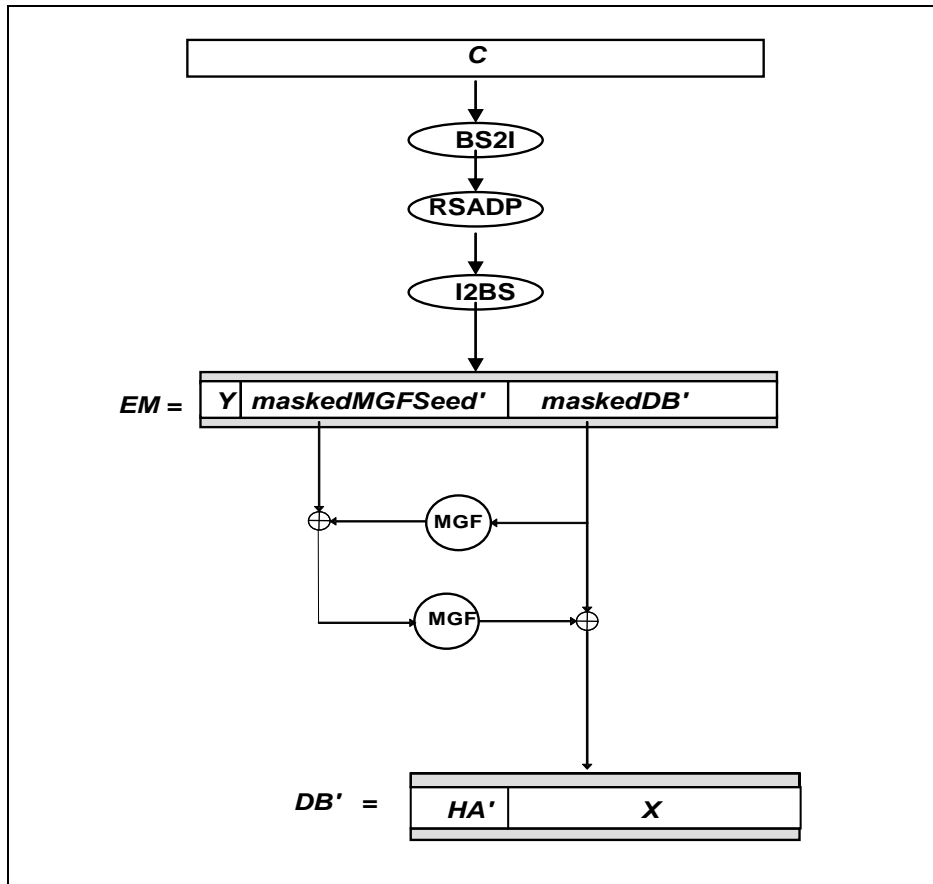 C
BS2I
RSADP
I2BS
EM = Y maskedMGFSeed' maskedDB'
MGF
MGF
DB' = HA' X